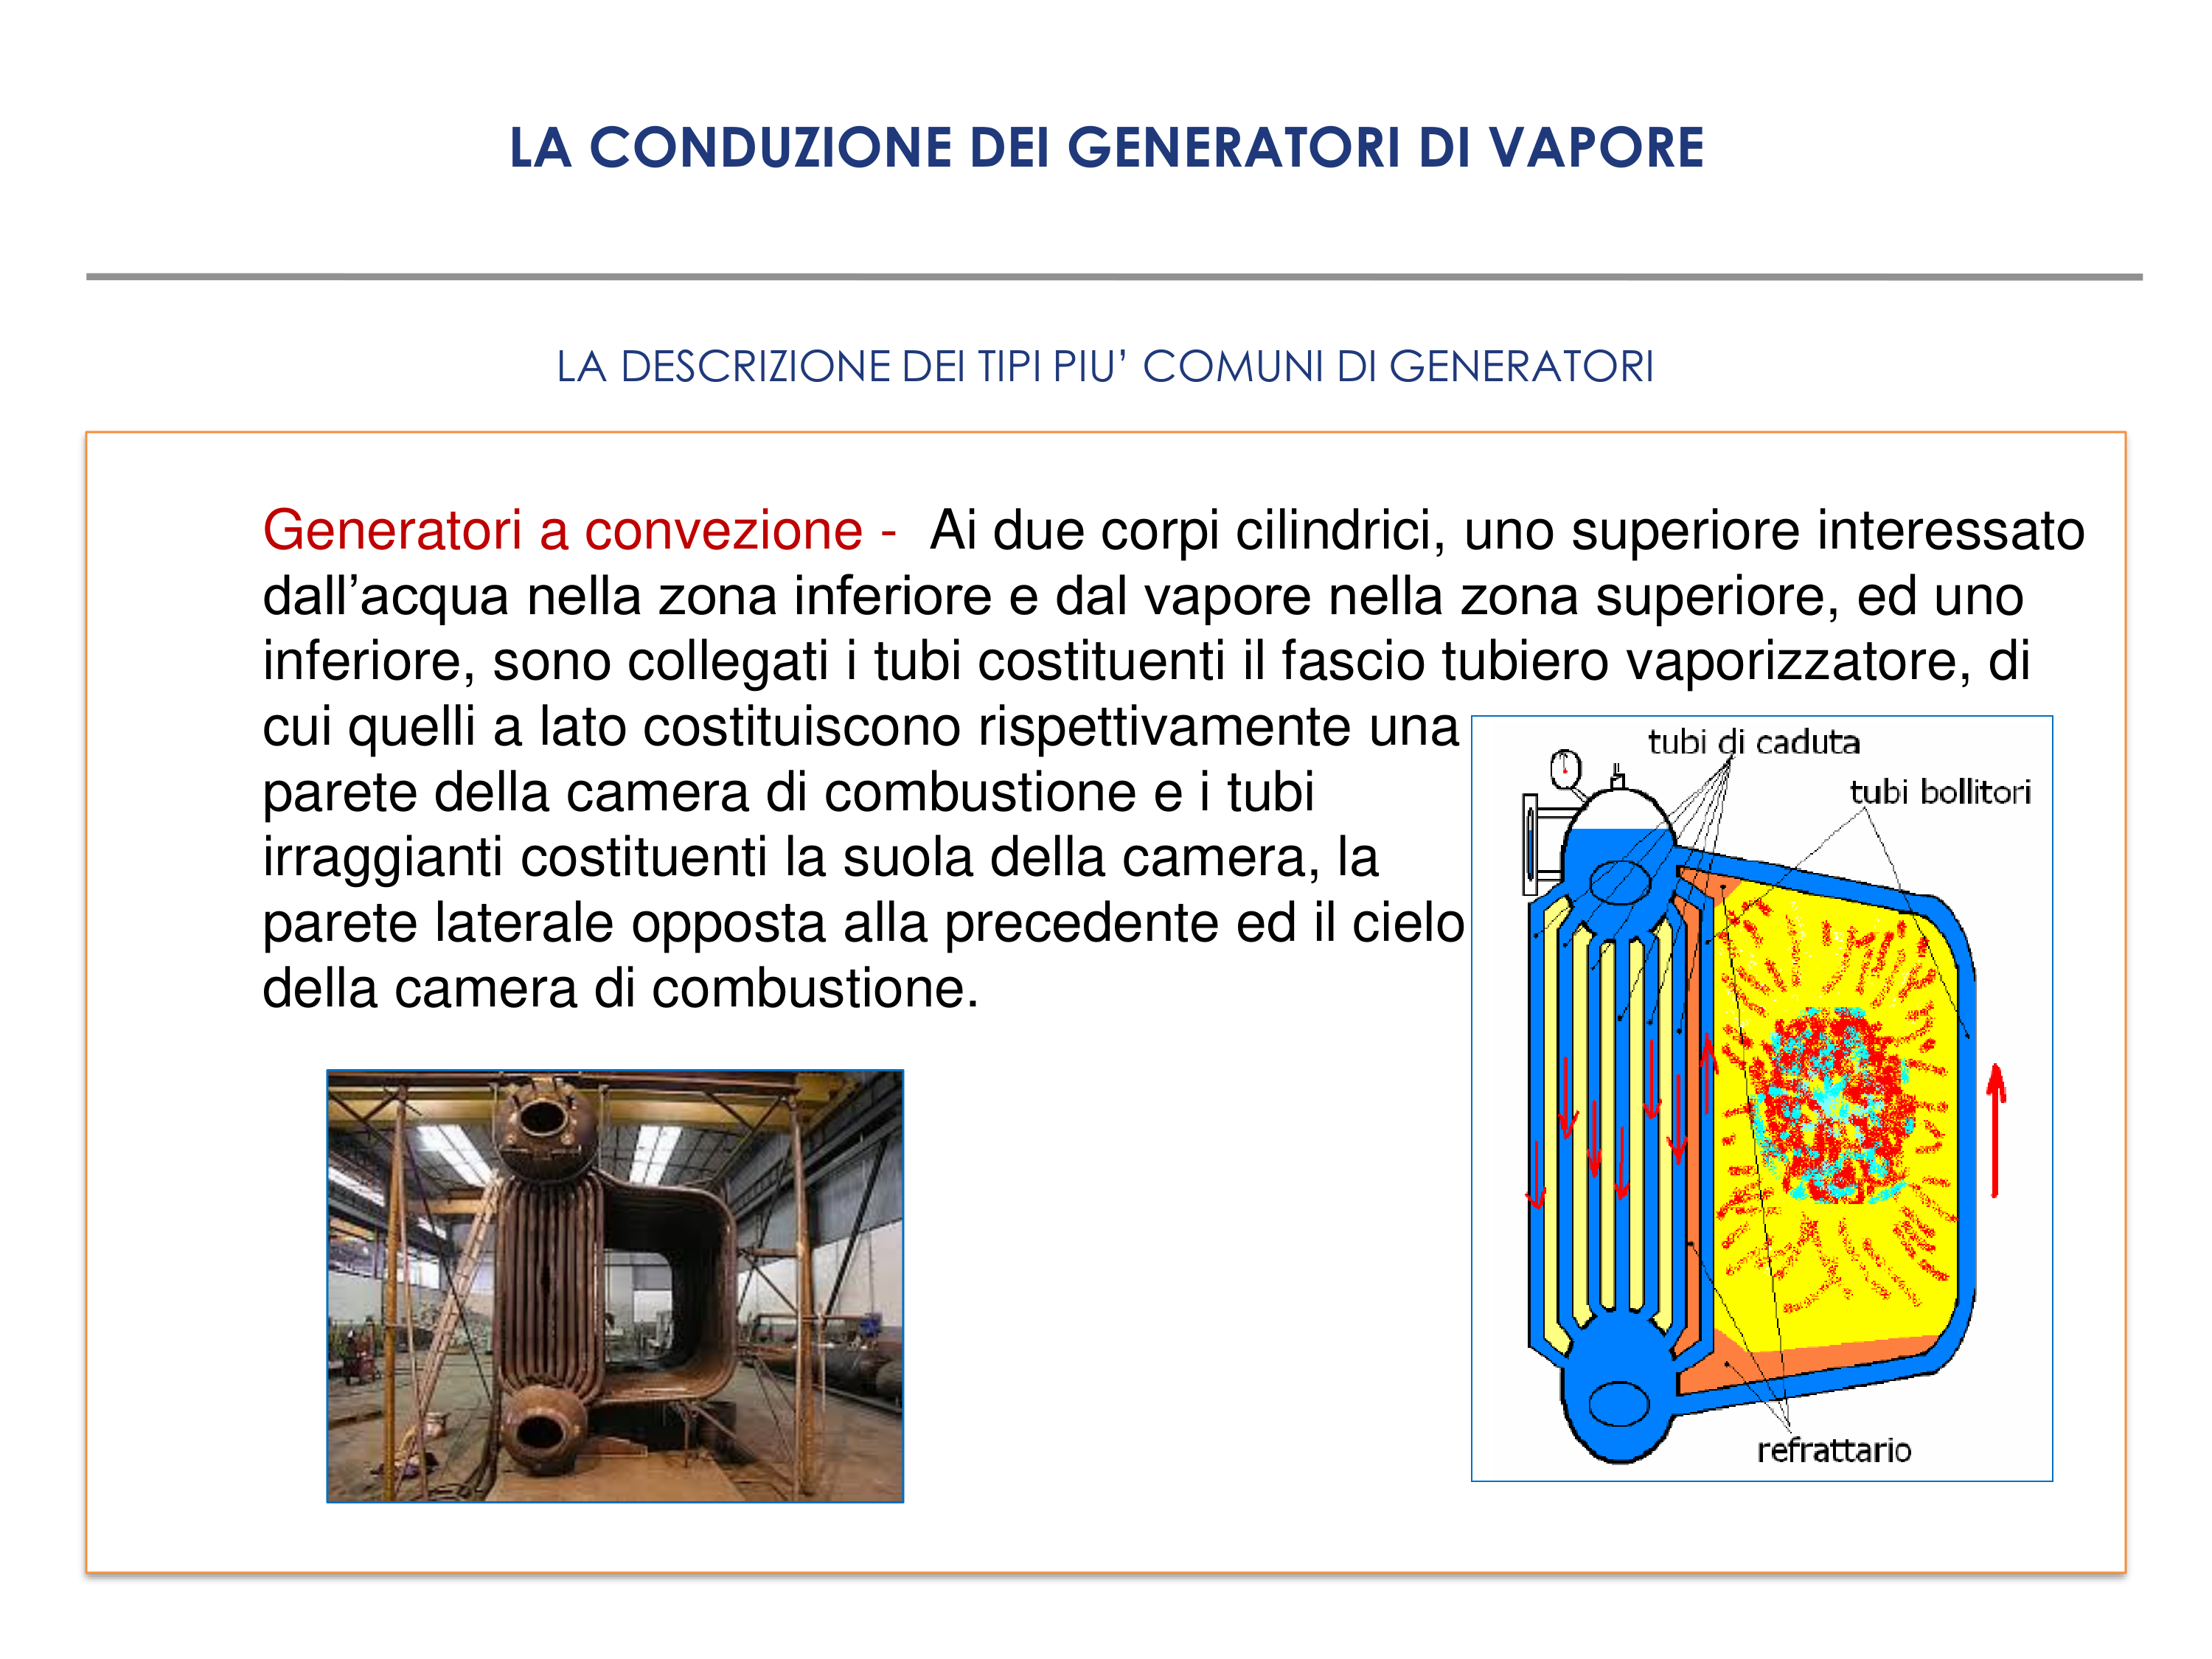 LA CONDUZIONE DEI GENERATORI DI VAPORE
LA DESCRIZIONE DEI TIPI PIU’ COMUNI DI GENERATORI
Generatori a convezione - Ai due corpi cilindrici, uno superiore interessato
dall’acqua nella zona inferiore e dal vapore nella zona superiore, ed uno
inferiore, sono collegati i tubi costituenti il fascio tubiero vaporizzatore, di
cui quelli a lato costituiscono rispettivamente una
parete della camera di combustione e i tubi
irraggianti costituenti la suola della camera, la
parete laterale opposta alla precedente ed il cielo
della camera di combustione.
tubi di caduta
tubi bollitori
refrattario